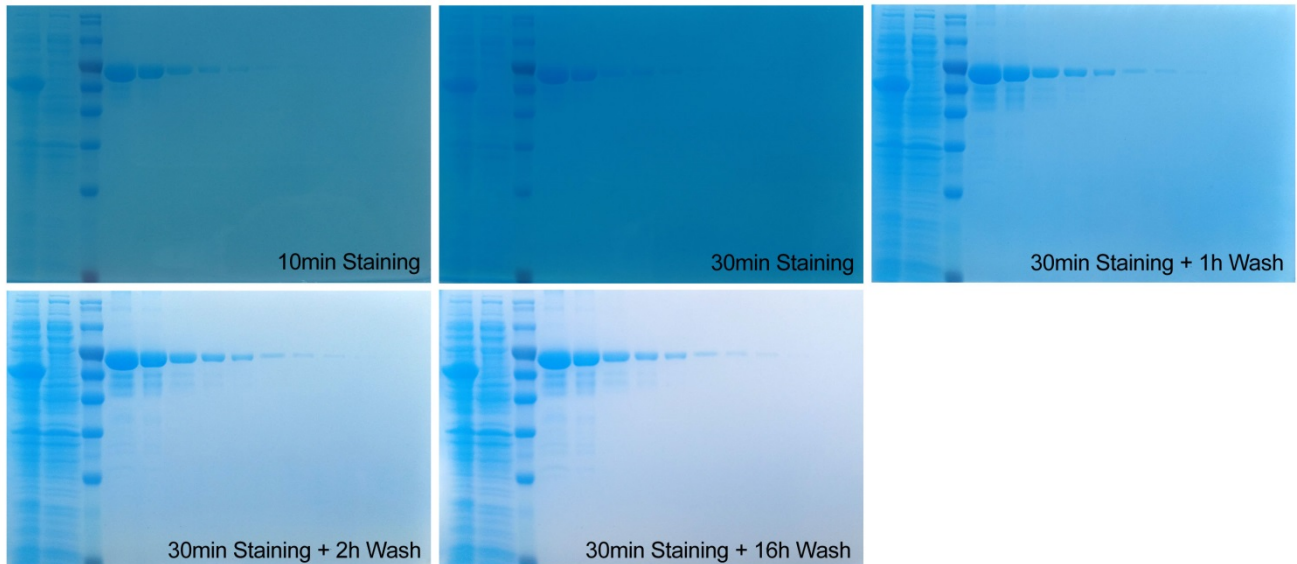 10min Staining
30min Staining
30min Staining + 1h Wash
30min Staining + 2h Wash
30min Staining + 16h Wash